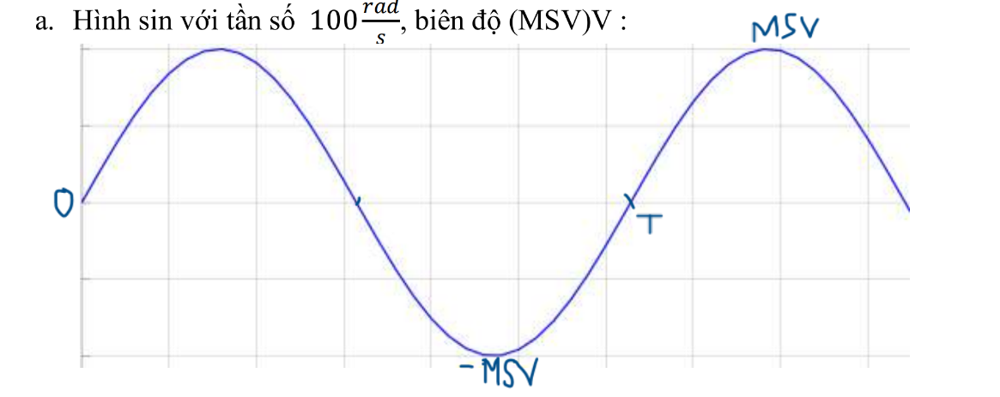 a. Hình sin với tần số 100 rad/s, biên độ (MSV)V :
MSV
0
T
-MSV